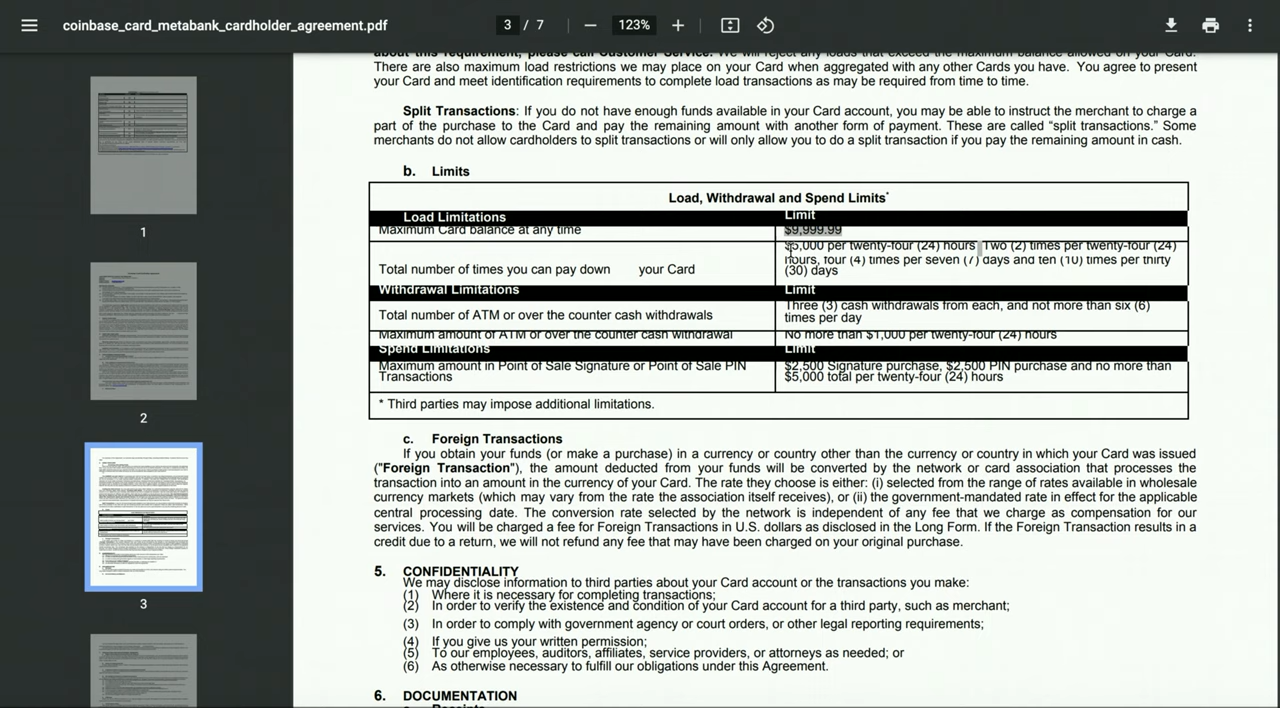 coinbase_card_metabank_cardholder_agreement.pdf
3 / 7
123%
1
2
3
about this requirement, please call Customer Service. We will reject any loads that exceed the maximum balance allowed on your Card.
There are also maximum load restrictions we may place on your Card when aggregated with any other Cards you have. You agree to present
your Card and meet identification requirements to complete load transactions as may be required from time to time.
Split Transactions: If you do not have enough funds available in your Card account, you may be able to instruct the merchant to charge a
part of the purchase to the Card and pay the remaining amount with another form of payment. These are called “split transactions.” Some
merchants do not allow cardholders to split transactions or will only allow you to do a split transaction if you pay the remaining amount in cash.
b. Limits
Load, Withdrawal and Spend Limits*
Load Limitations Limit
Maximum Card balance at any time $9,999.99
$5,000 per twenty-four (24) hours Two (2) times per twenty-four (24)
hours, four (4) times per seven (7) days and ten (10) times per thirty
Total number of times you can pay down your Card (30) days
Withdrawal Limitations Limit
Three (3) cash withdrawals from each, and not more than six (6)
Total number of ATM or over the counter cash withdrawals times per day
Maximum amount of ATM or over the counter cash withdrawal No more than $1,000 per twenty-four (24) hours
Spend Limitations Limit
Maximum amount in Point of Sale Signature or Point of Sale PIN $2,500 Signature purchase, $2,500 PIN purchase and no more than
Transactions $5,000 total per twenty-four (24) hours
* Third parties may impose additional limitations.
c. Foreign Transactions
If you obtain your funds (or make a purchase) in a currency or country other than the currency or country in which your Card was issued
("Foreign Transaction"), the amount deducted from your funds will be converted by the network or card association that processes the
transaction into an amount in the currency of your Card. The rate they choose is either: (i) selected from the range of rates available in wholesale
currency markets (which may vary from the rate the association itself receives), or (ii) the government-mandated rate in effect for the applicable
central processing date. The conversion rate selected by the network is independent of any fee that we charge as compensation for our
services. You will be charged a fee for Foreign Transactions in U.S. dollars as disclosed in the Long Form. If the Foreign Transaction results in a
credit due to a return, we will not refund any fee that may have been charged on your original purchase.
5. CONFIDENTIALITY
We may disclose information to third parties about your Card account or the transactions you make:
(1) Where it is necessary for completing transactions;
(2) In order to verify the existence and condition of your Card account for a third party, such as merchant;
(3) In order to comply with government agency or court orders, or other legal reporting requirements;
(4) If you give us your written permission;
(5) To our employees, auditors, affiliates, service providers, or attorneys as needed; or
(6) As otherwise necessary to fulfill our obligations under this Agreement.
6. DOCUMENTATION
a. Receipts